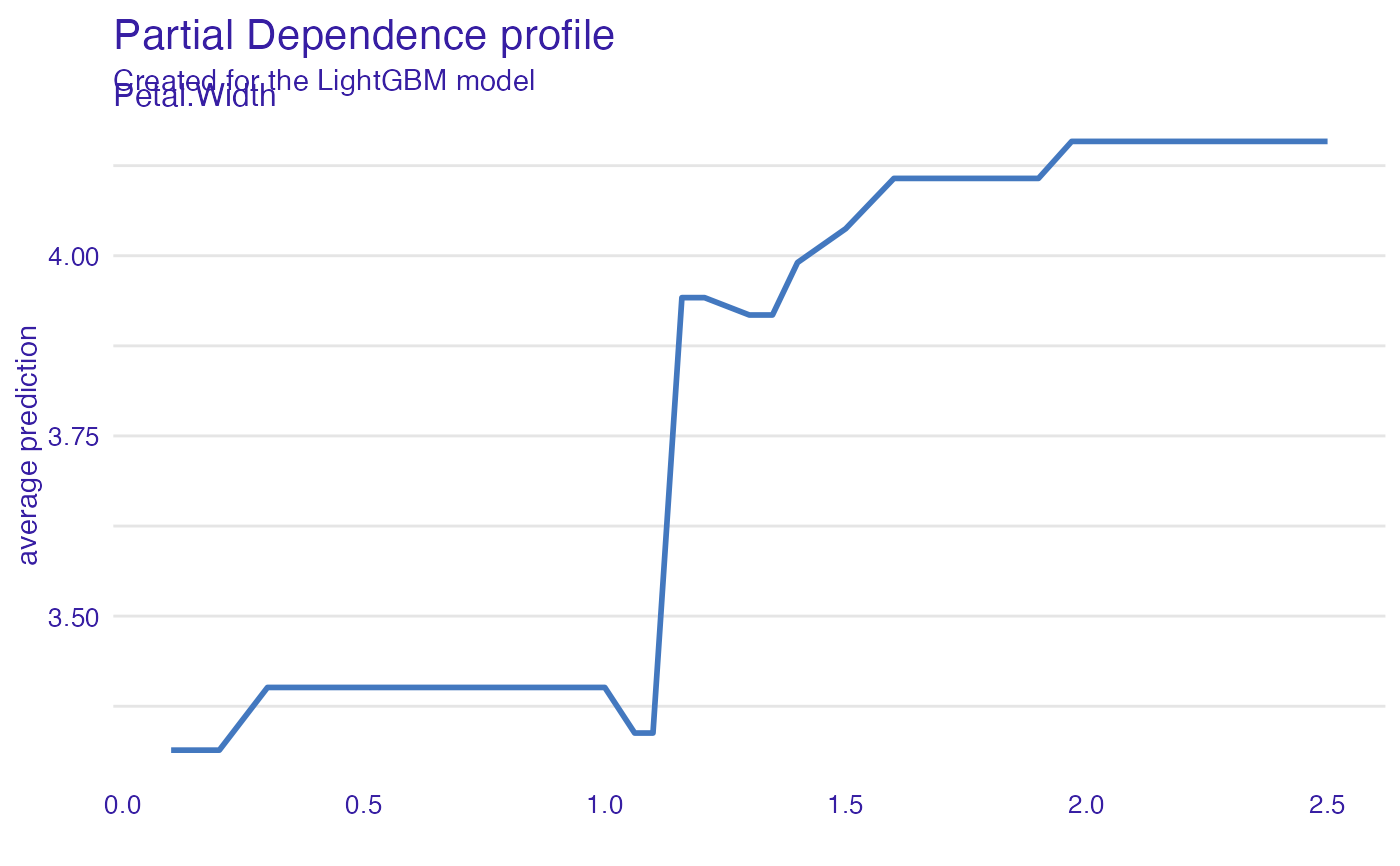 Partial Dependence profile
Created for the LightGBM model
Petal.Width
average prediction
4.00
3.75
3.50
0.0
0.5
1.0
1.5
2.0
2.5